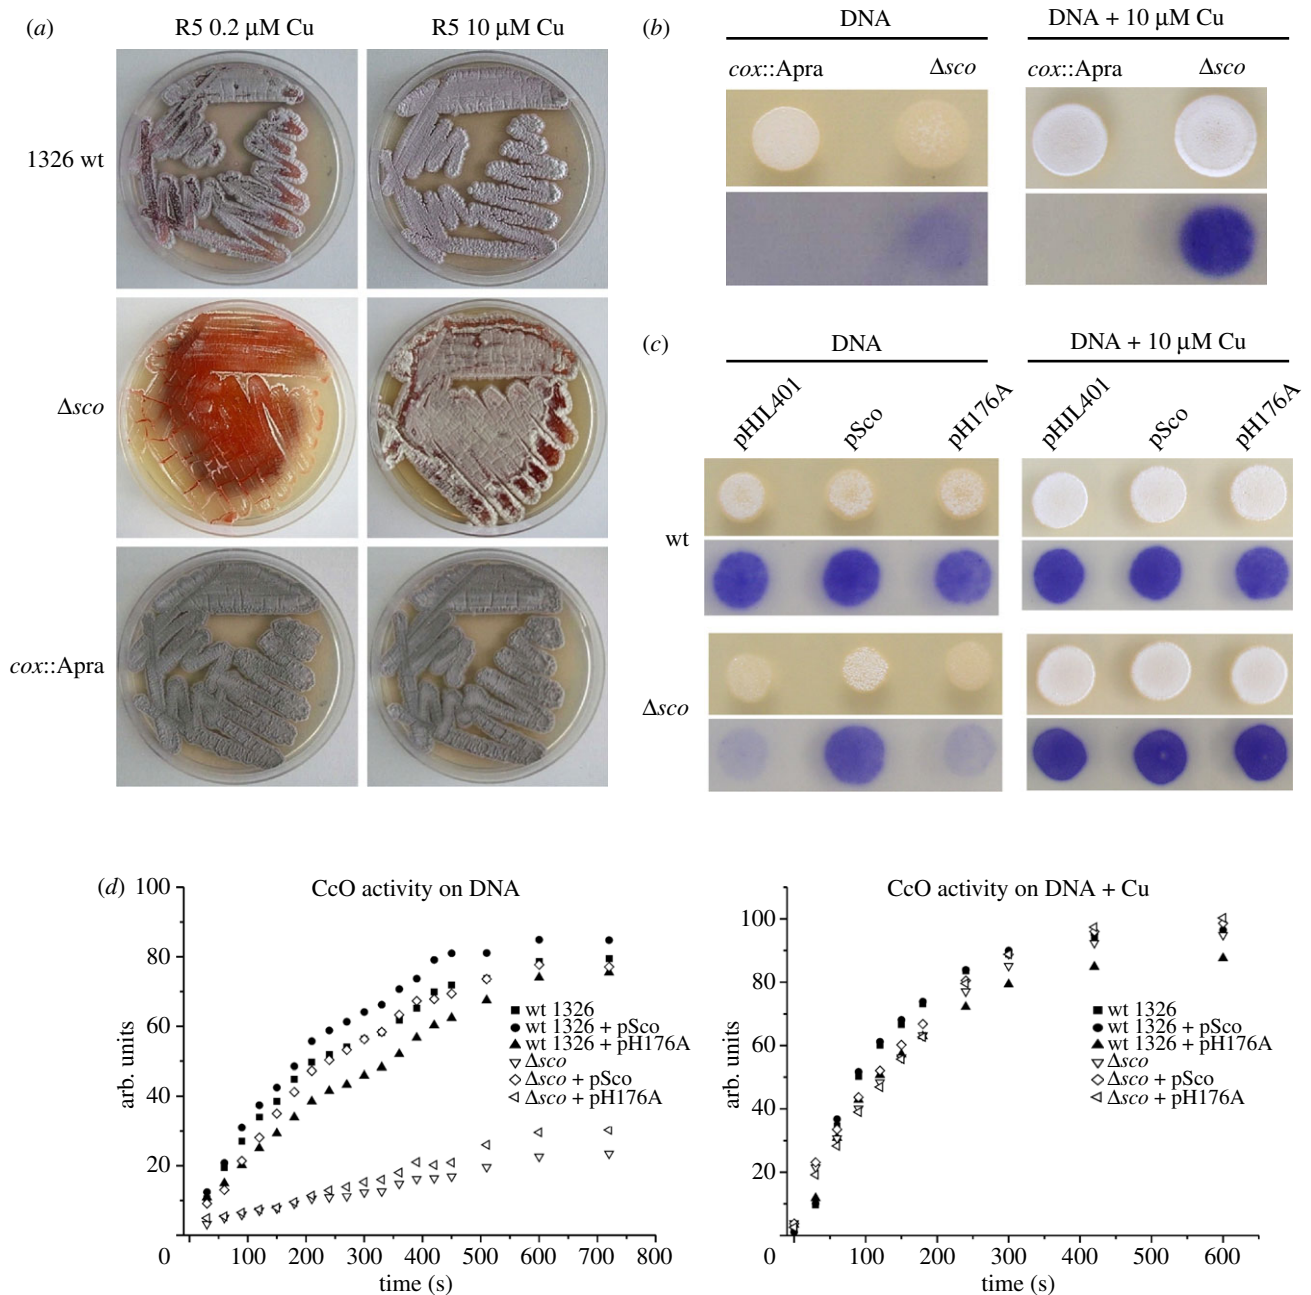 (a)
R5 0.2 μM Cu
R5 10 μM Cu
1326 wt
Δsco
cox::Apra
(b)
DNA
DNA + 10 μM Cu
cox::Apra
Δsco
cox::Apra
Δsco
(c)
DNA
DNA + 10 μM Cu
pHJL401
pSco
pH176A
pHJL401
pSco
pH176A
wt
Δsco
(d)
CcO activity on DNA
100
80
60
40
20
0
100
200
300
400
500
600
700
800
arb. units
time (s)
wt 1326
wt 1326 + pSco
wt 1326 + pH176A
Δsco
Δsco + pSco
Δsco + pH176A
CcO activity on DNA + Cu
100
80
60
40
20
0
100
200
300
400
500
600
arb. units
time (s)
wt 1326
wt 1326 + pSco
wt 1326 + pH176A
Δsco
Δsco + pSco
Δsco + pH176A